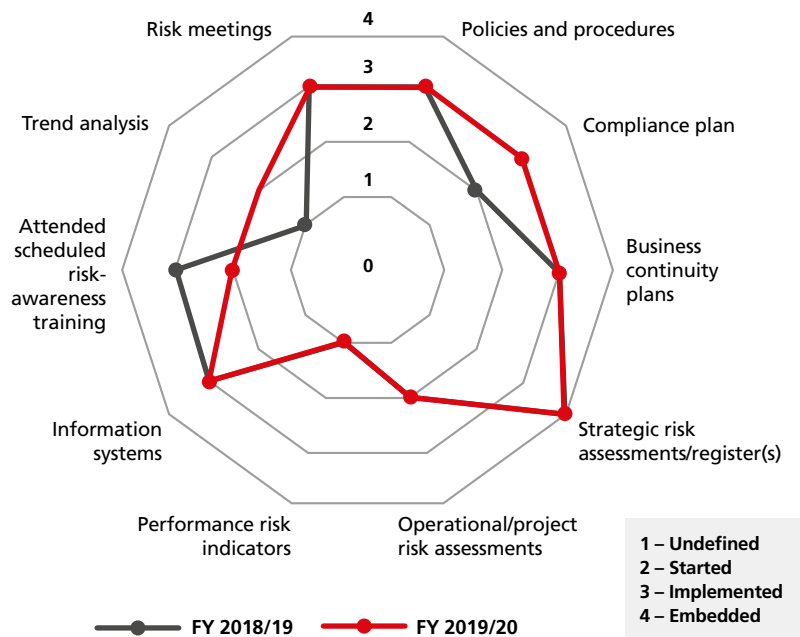 4
Risk meetings
Policies and procedures
3
Trend analysis
Compliance plan
2
1
Attended
scheduled
risk-
awareness
training
0
Business
continuity
plans
Information
systems
Strategic risk
assessments/register(s)
Performance risk
indicators
Operational/project
risk assessments
1 – Undefined
2 – Started
3 – Implemented
4 – Embedded
FY 2018/19
FY 2019/20